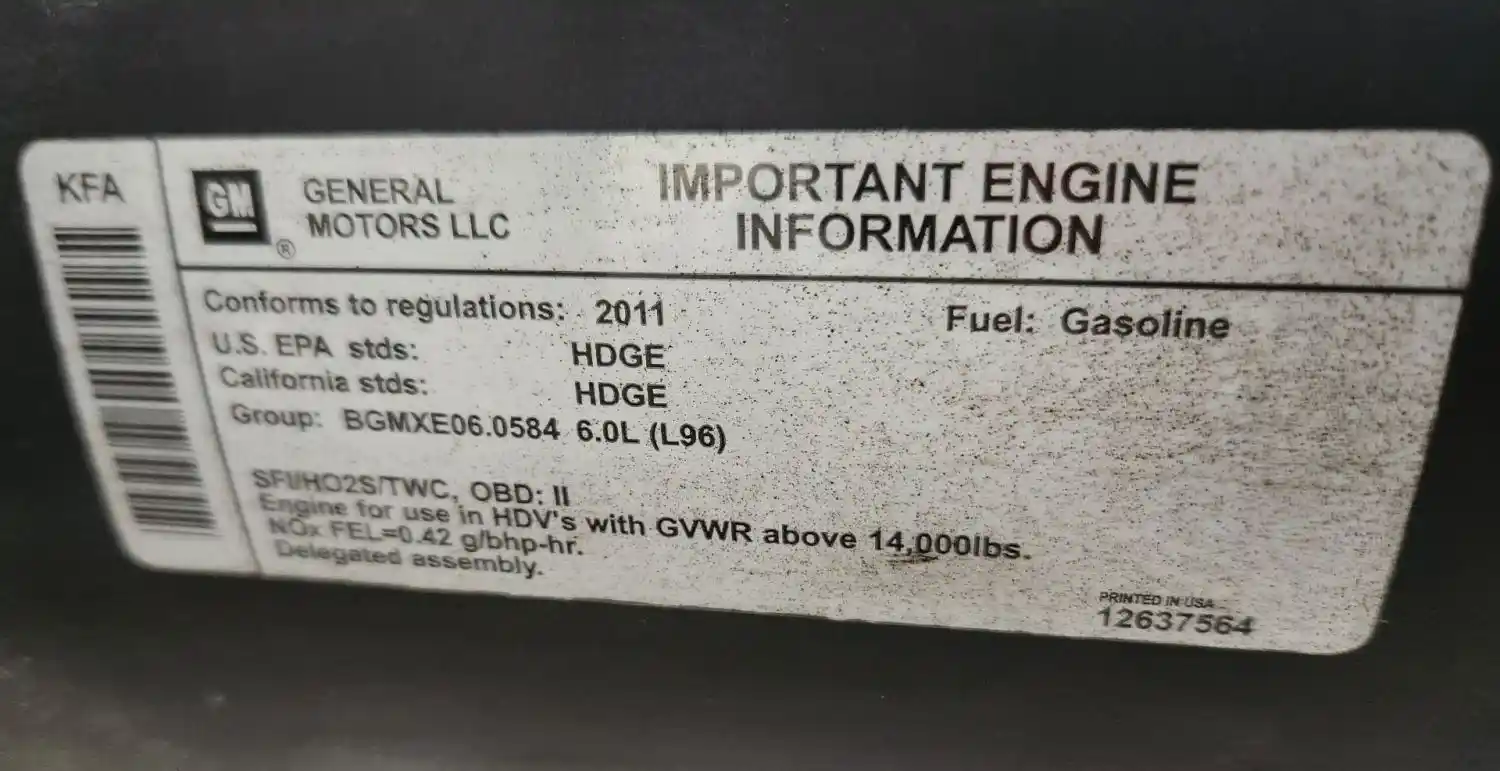 KFA
GM
®
GENERAL
MOTORS LLC
IMPORTANT ENGINE
INFORMATION
Conforms to regulations: 2011
Fuel: Gasoline
U.S. EPA stds: HDGE
California stds: HDGE
Group: BGMXE06.0584 6.0L (L96)
SFI/HO2S/TWC, OBD: II
Engine for use in HDV's with GVWR above 14,000lbs.
NOx FEL=0.42 g/bhp-hr.
Delegated assembly.
PRINTED IN USA
12637564